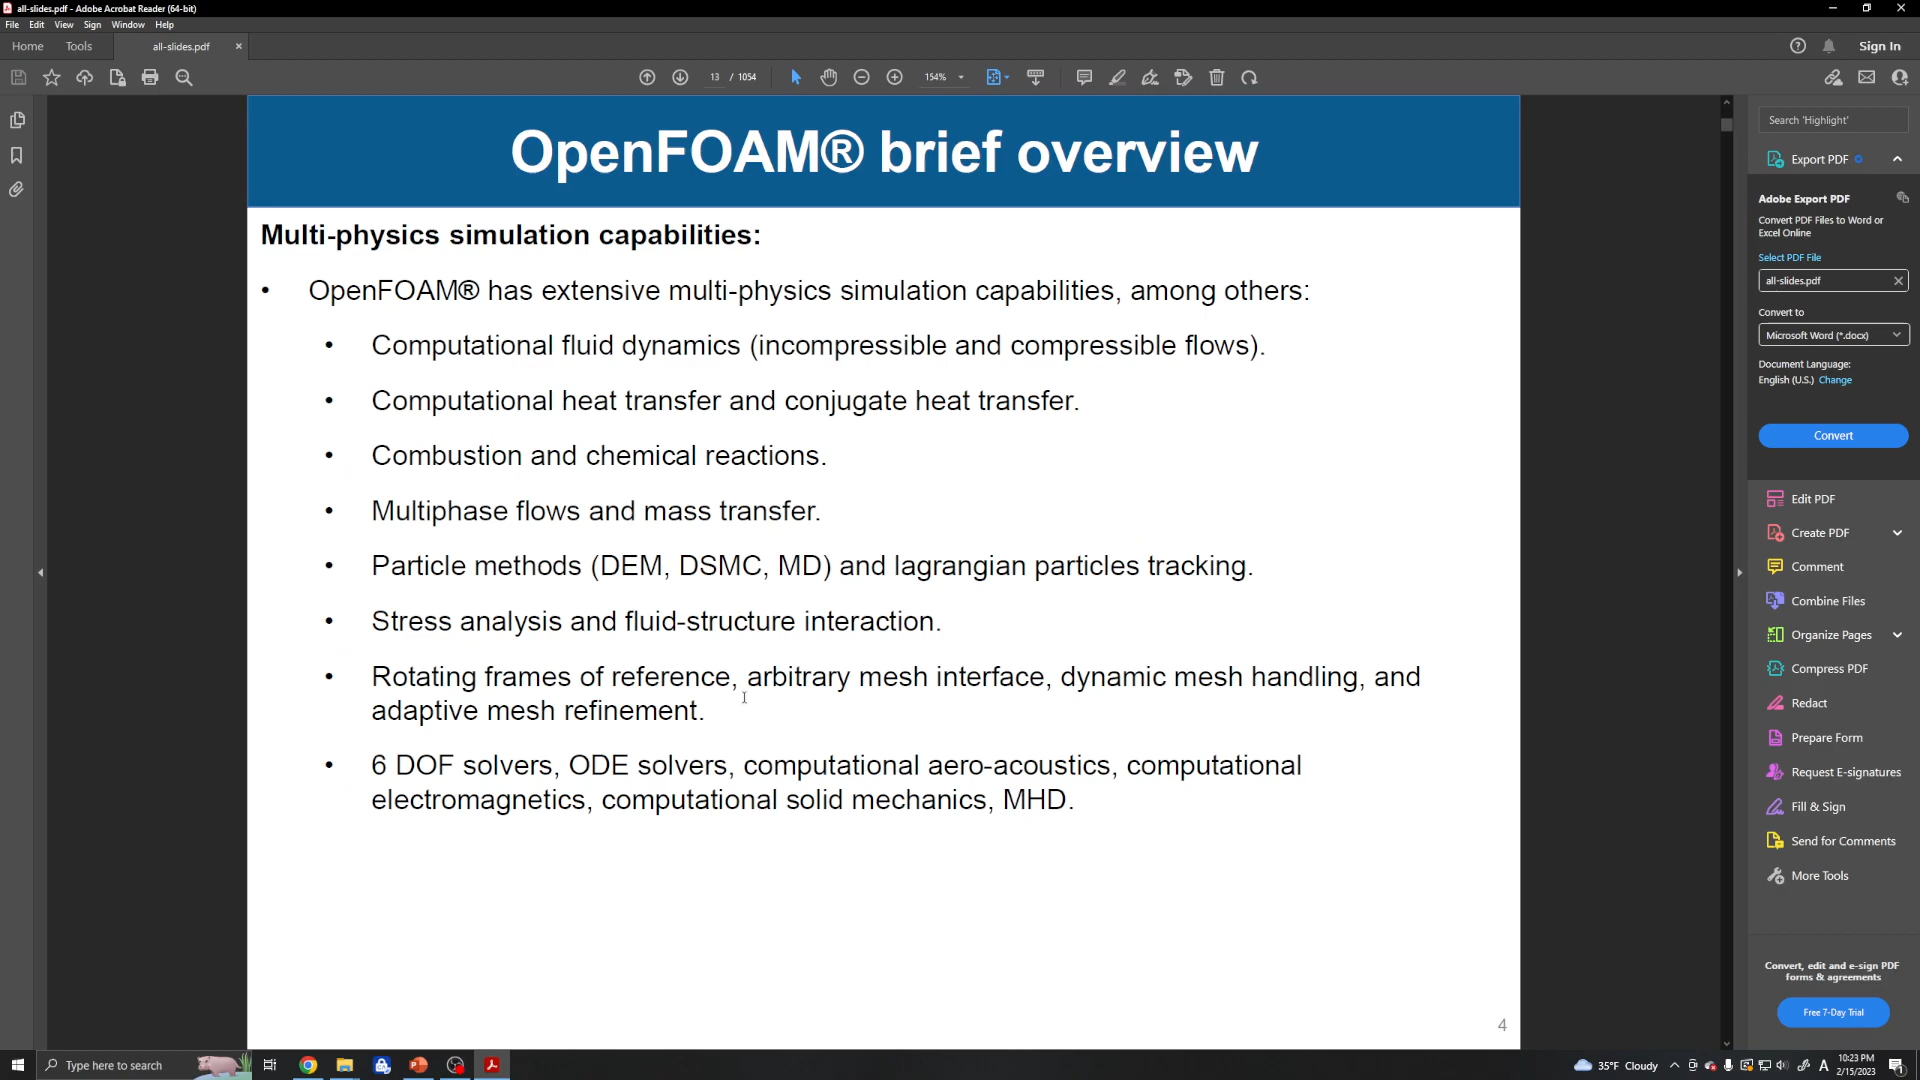 all-slides.pdf - Adobe Acrobat Reader (64-bit)
File Edit View Sign Window Help
Home Tools all-slides.pdf × Sign In
13 / 1054 154%
OpenFOAM® brief overview
Multi-physics simulation capabilities:
• OpenFOAM® has extensive multi-physics simulation capabilities, among others:
• Computational fluid dynamics (incompressible and compressible flows).
• Computational heat transfer and conjugate heat transfer.
• Combustion and chemical reactions.
• Multiphase flows and mass transfer.
• Particle methods (DEM, DSMC, MD) and lagrangian particles tracking.
• Stress analysis and fluid-structure interaction.
• Rotating frames of reference, arbitrary mesh interface, dynamic mesh handling, and
adaptive mesh refinement.
• 6 DOF solvers, ODE solvers, computational aero-acoustics, computational
electromagnetics, computational solid mechanics, MHD.
4
Search 'Highlight'
Export PDF
Adobe Export PDF
Convert PDF Files to Word or
Excel Online
Select PDF File
all-slides.pdf
Convert to
Microsoft Word (*.docx)
Document Language:
English (U.S.) Change
Convert
Edit PDF
Create PDF
Comment
Combine Files
Organize Pages
Compress PDF
Redact
Prepare Form
Request E-signatures
Fill & Sign
Send for Comments
More Tools
Convert, edit and e-sign PDF
forms & agreements
Free 7-Day Trial
Type here to search
35°F Cloudy
A
10:23 PM
2/15/2023
1